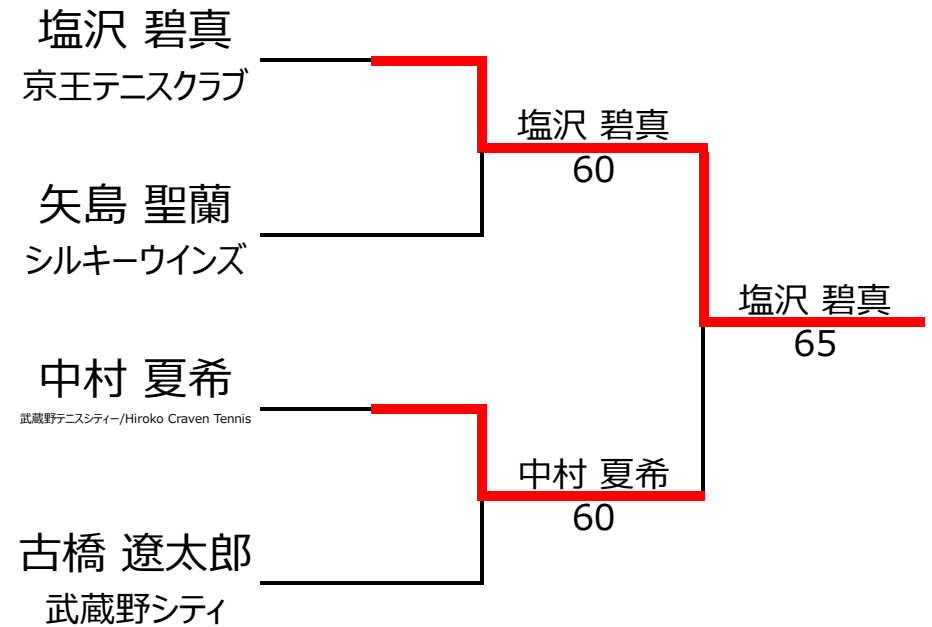 塩沢 碧真
京王テニスクラブ
塩沢 碧真
60
矢島 聖蘭
シルキーウインズ
塩沢 碧真
65
中村 夏希
武蔵野テニスシティー/Hiroko Craven Tennis
中村 夏希
60
古橋 遼太郎
武蔵野シティ